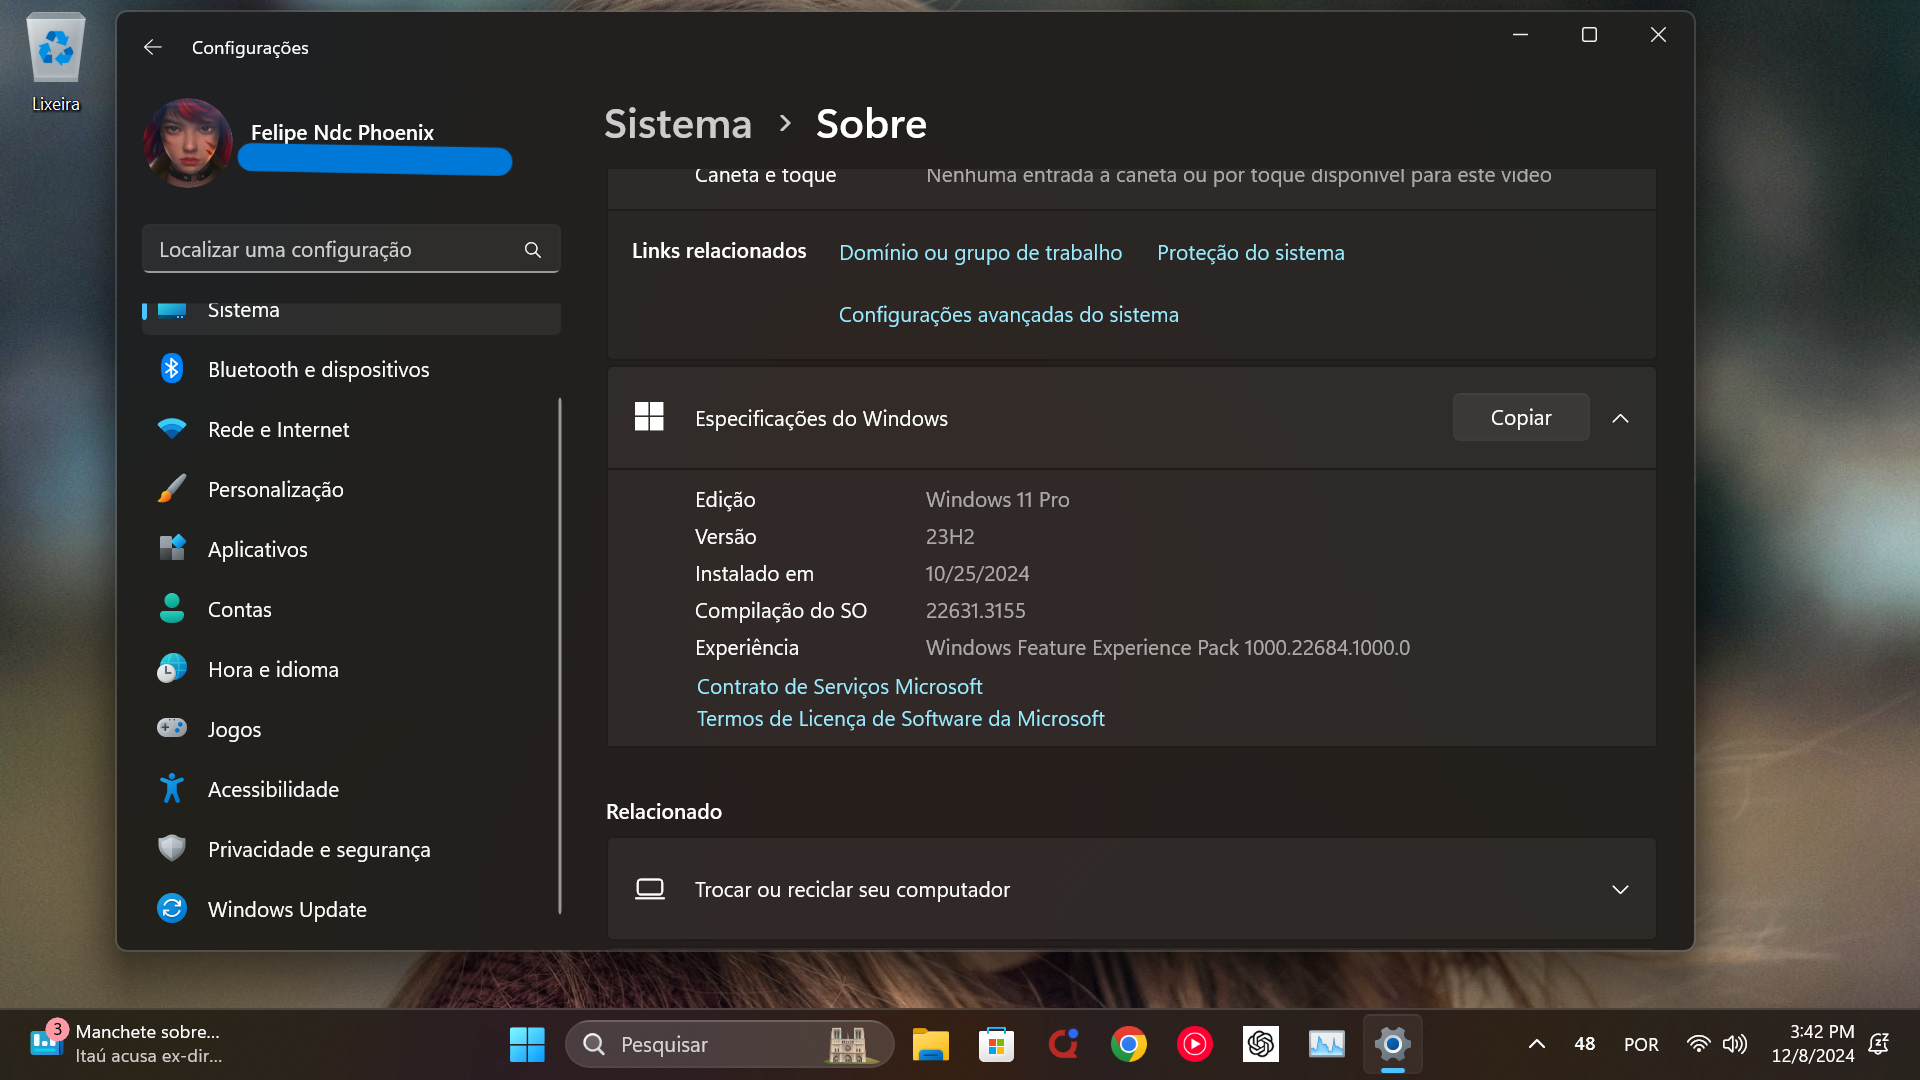 Lixeira
Configurações
Felipe Ndc Phoenix
Localizar uma configuração
Sistema
Bluetooth e dispositivos
Rede e Internet
Personalização
Aplicativos
Contas
Hora e idioma
Jogos
Acessibilidade
Privacidade e segurança
Windows Update
Sistema > Sobre
Caneta e toque Nenhuma entrada à caneta ou por toque disponível para este vídeo
Links relacionados Domínio ou grupo de trabalho Proteção do sistema
Configurações avançadas do sistema
Especificações do Windows Copiar
Edição Windows 11 Pro
Versão 23H2
Instalado em 10/25/2024
Compilação do SO 22631.3155
Experiência Windows Feature Experience Pack 1000.22684.1000.0
Contrato de Serviços Microsoft
Termos de Licença de Software da Microsoft
Relacionado
Trocar ou reciclar seu computador
3 Manchete sobre...
Itaú acusa ex-dir...
Pesquisar
48 POR
3:42 PM
12/8/2024